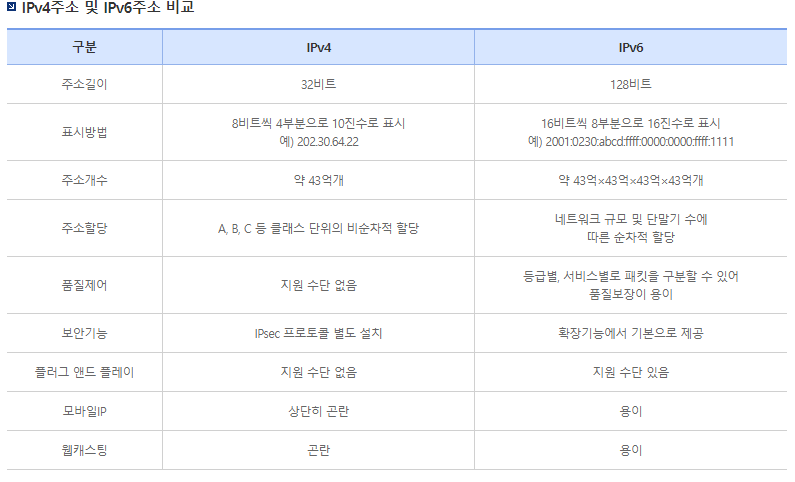 IPv4주소 및 IPv6주소 비교
구분 IPv4 IPv6
주소길이 32비트 128비트
표시방법 8비트씩 4부분으로 10진수로 표시 16비트씩 8부분으로 16진수로 표시
예) 202.30.64.22 예) 2001:0230:abcd:ffff:0000:0000:ffff:1111
주소개수 약 43억개 약 43억×43억×43억×43억개
주소할당 A, B, C 등 클래스 단위의 비순차적 할당 네트워크 규모 및 단말기 수에
따른 순차적 할당
품질제어 지원 수단 없음 등급별, 서비스별로 패킷을 구분할 수 있어
품질보장이 용이
보안기능 IPsec 프로토콜 별도 설치 확장기능에서 기본으로 제공
플러그 앤드 플레이 지원 수단 없음 지원 수단 있음
모바일IP 상단히 곤란 용이
웹캐스팅 곤란 용이